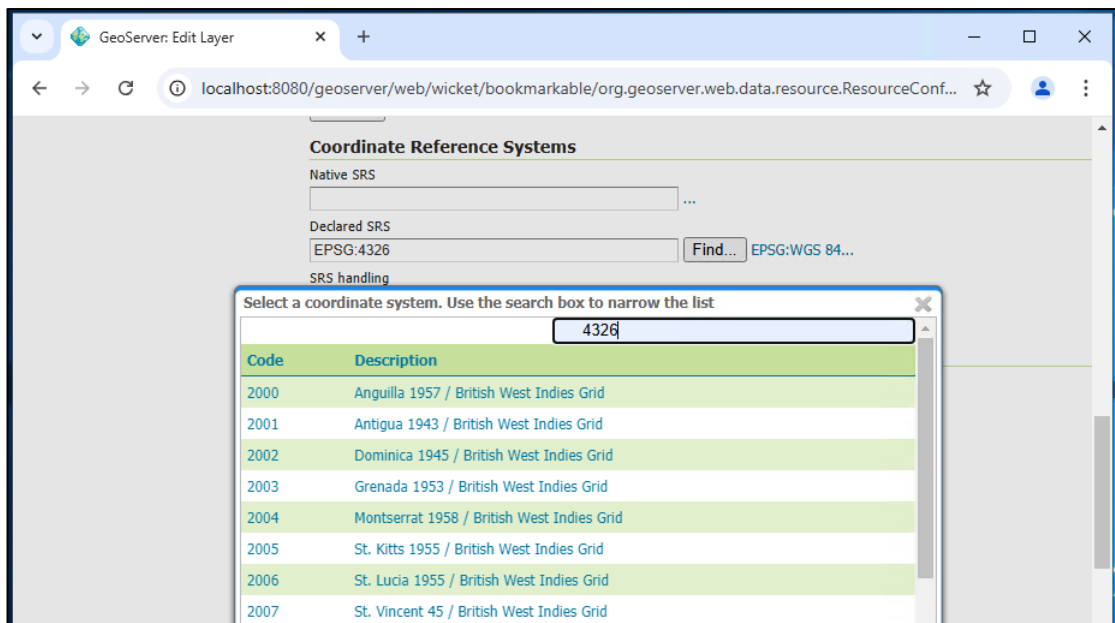 GeoServer: Edit Layer
localhost:8080/geoserver/web/wicket/bookmarkable/org.geoserver.web.data.resource.ResourceConf...
Coordinate Reference Systems
Native SRS
...
Declared SRS
EPSG:4326 Find... EPSG:WGS 84...
SRS handling
Select a coordinate system. Use the search box to narrow the list
4326
Code Description
2000 Anguilla 1957 / British West Indies Grid
2001 Antigua 1943 / British West Indies Grid
2002 Dominica 1945 / British West Indies Grid
2003 Grenada 1953 / British West Indies Grid
2004 Montserrat 1958 / British West Indies Grid
2005 St. Kitts 1955 / British West Indies Grid
2006 St. Lucia 1955 / British West Indies Grid
2007 St. Vincent 45 / British West Indies Grid